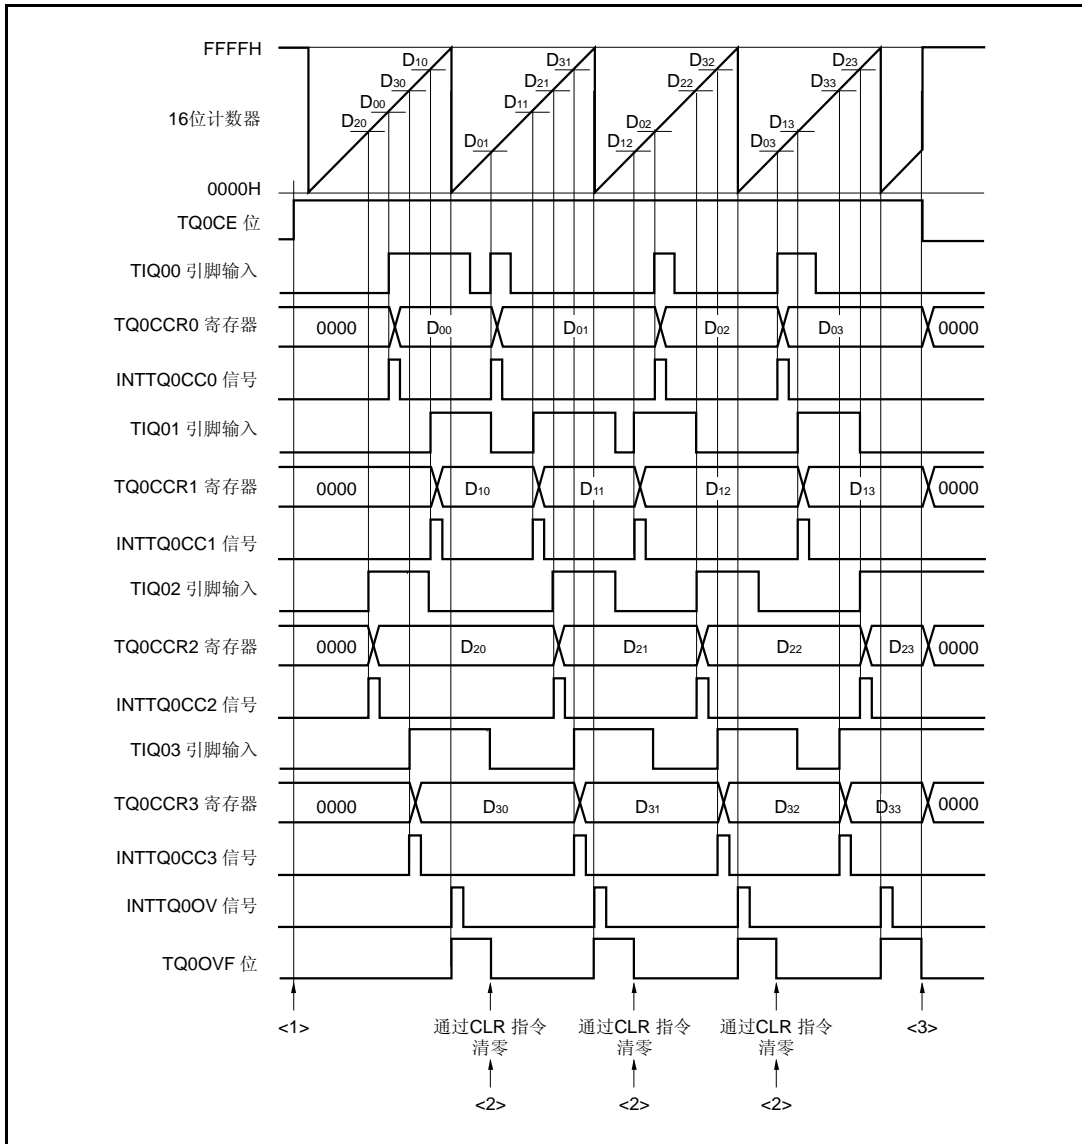 FFFFH
D10
D31
D32
D23
D30
D21
D22
D33
D00
D11
16位计数器
D20
D02
D13
D01
D12
D03
0000H
TQ0CE 位
TIQ00 引脚输入
TQ0CCR0 寄存器
0000
D00
D01
D02
D03
0000
INTTQ0CC0 信号
TIQ01 引脚输入
TQ0CCR1 寄存器
0000
D10
D11
D12
D13
0000
INTTQ0CC1 信号
TIQ02 引脚输入
TQ0CCR2 寄存器
0000
D20
D21
D22
D23
0000
INTTQ0CC2 信号
TIQ03 引脚输入
TQ0CCR3 寄存器
0000
D30
D31
D32
D33
0000
INTTQ0CC3 信号
INTTQ0OV 信号
TQ0OVF 位
<1>
通过CLR 指令
清零
<2>
通过CLR 指令
清零
<2>
通过CLR 指令
清零
<2>
<3>